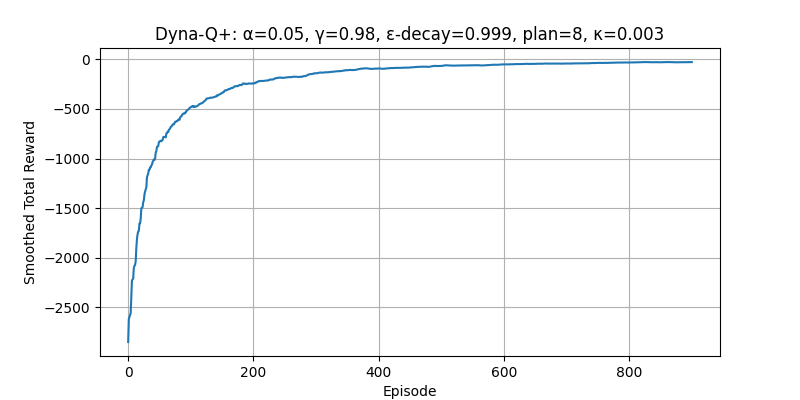 Dyna-Q+: α=0.05, γ=0.98, ε-decay=0.999, plan=8, κ=0.003
0
−500
−1000
−1500
−2000
−2500
Smoothed Total Reward
0 200 400 600 800
Episode